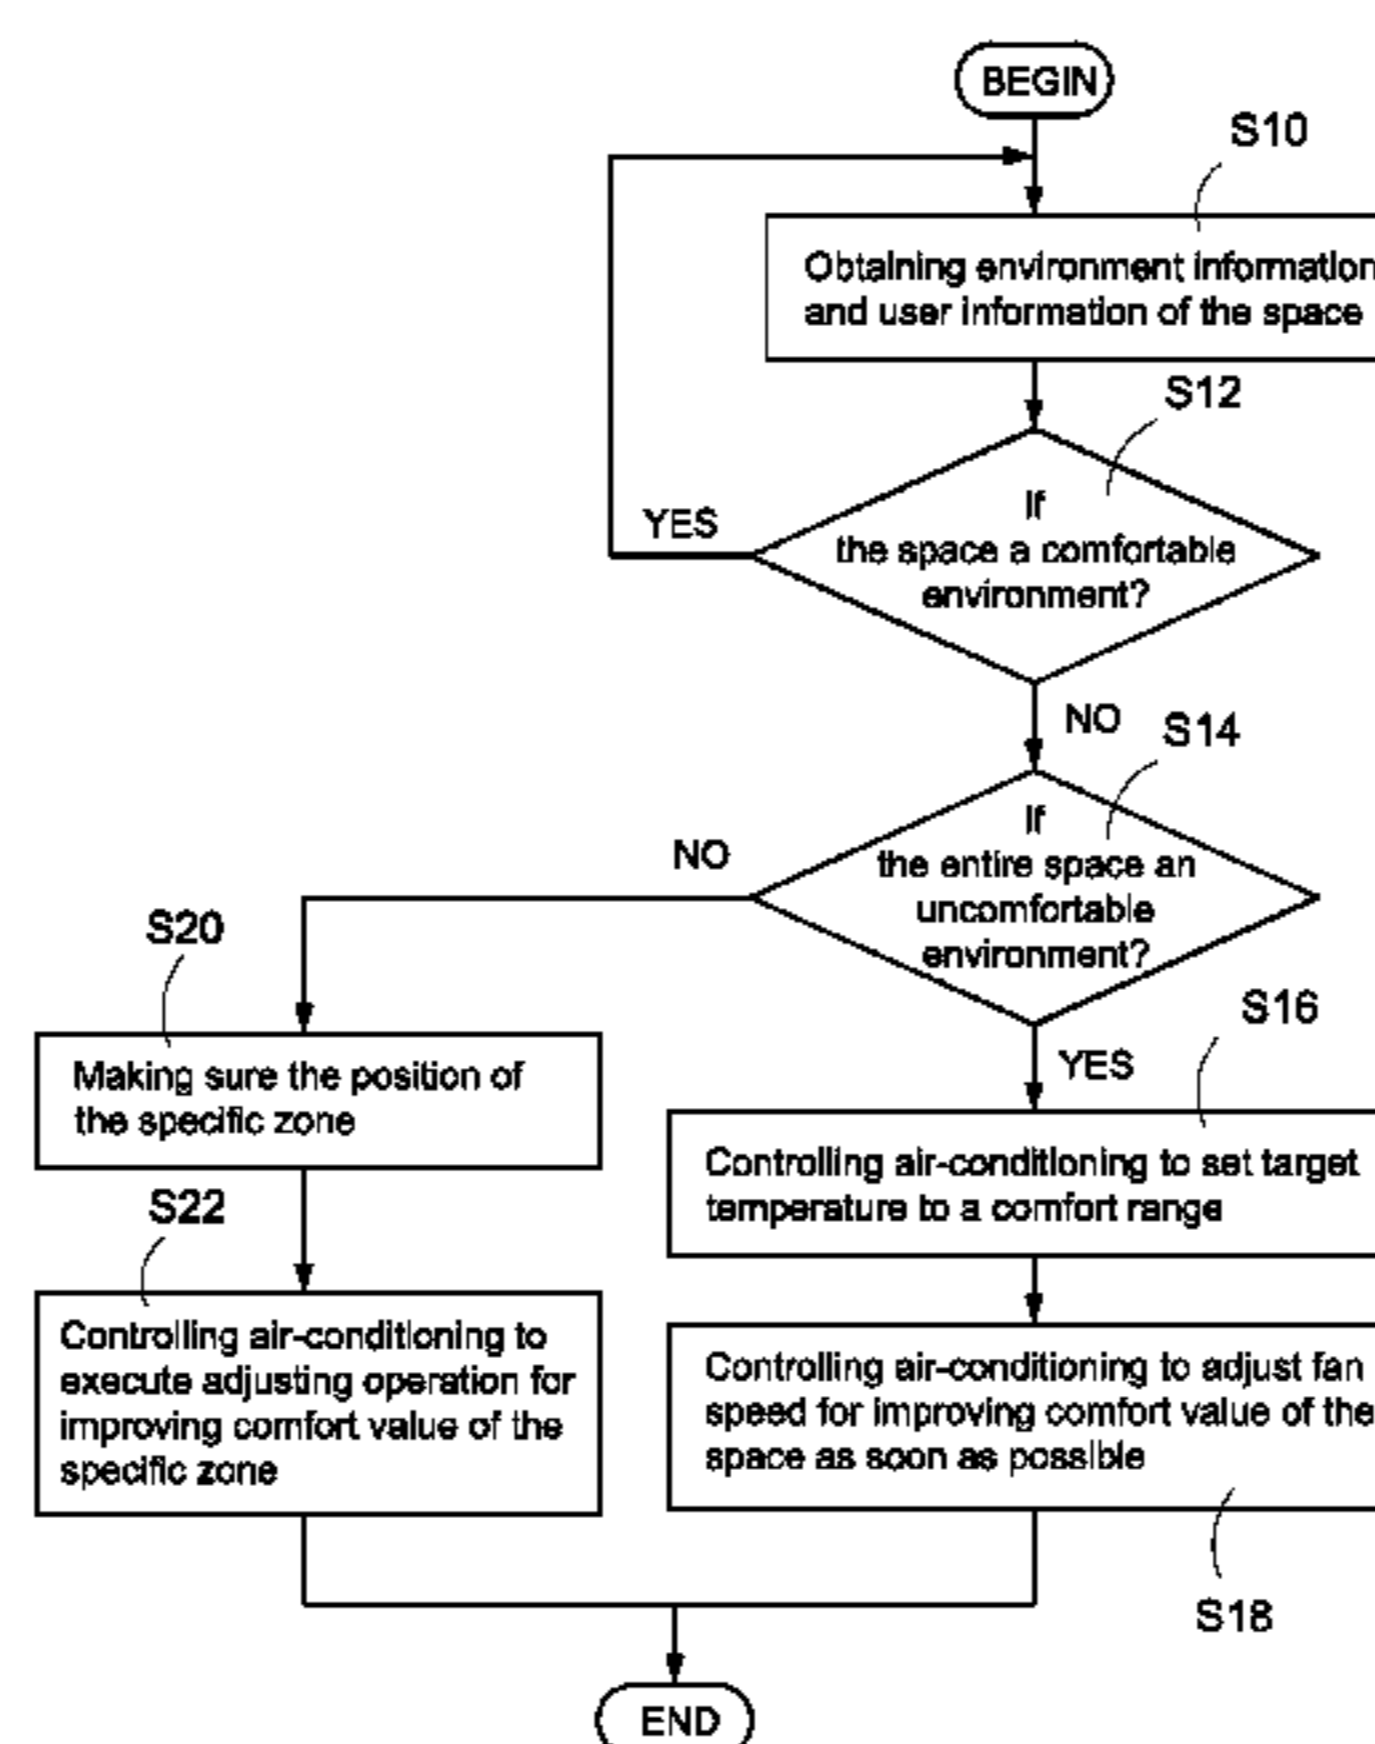 BEGIN
S10
Obtaining environment information
and user information of the space
S12
If
the space a comfortable
environment?
YES
NO
S14
If
the entire space an
uncomfortable
environment?
NO
YES
S20
Making sure the position of
the specific zone
S16
Controlling air-conditioning to set target
temperature to a comfort range
S22
Controlling air-conditioning to
execute adjusting operation for
improving comfort value of the
specific zone
Controlling air-conditioning to adjust fan
speed for improving comfort value of the
space as soon as possible
S18
END